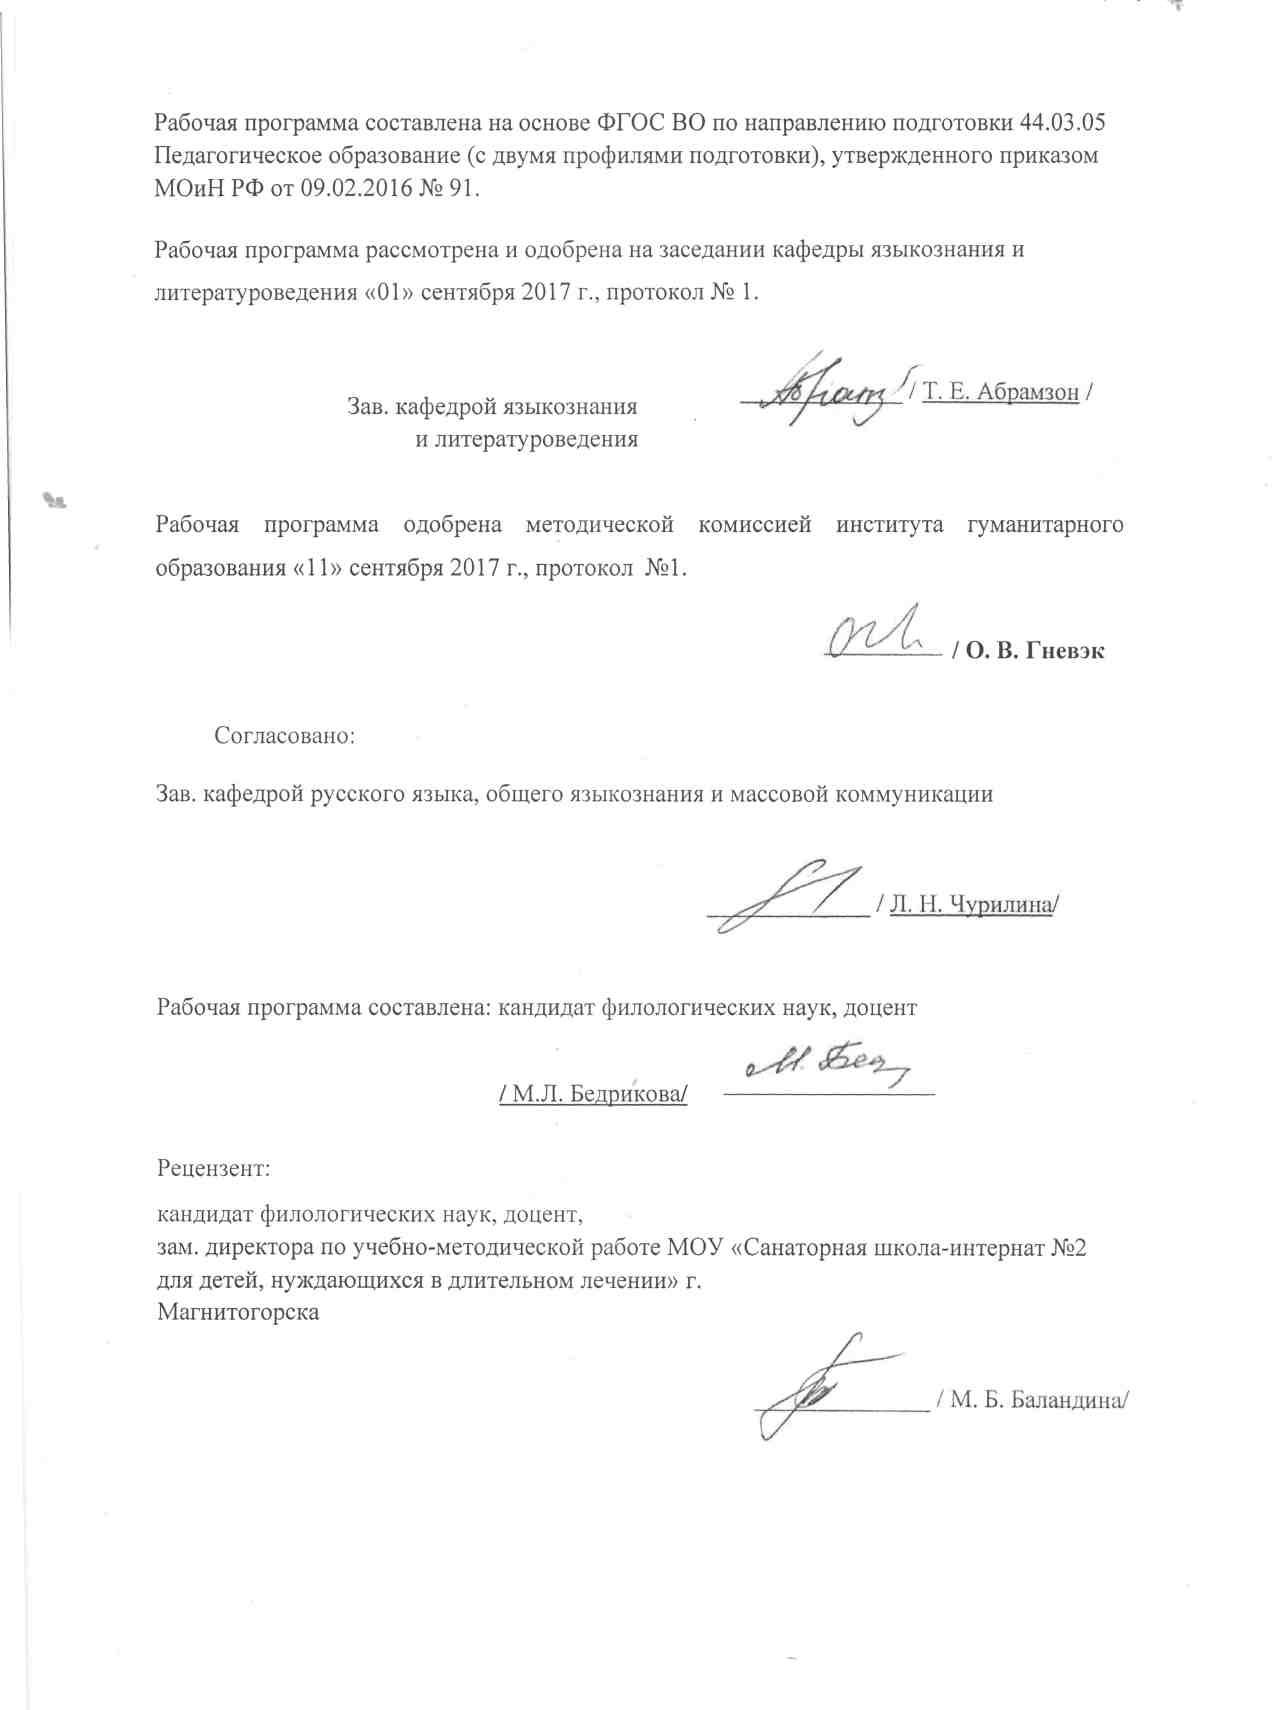 Рабочая программа составлена на основе ФГОС ВО по направлению подготовки 44.03.05
Педагогическое образование (с двумя профилями подготовки), утвержденного приказом
МОиН РФ от 09.02.2016 № 91.
Рабочая программа рассмотрена и одобрена на заседании кафедры языкознания и
литературоведения «01» сентября 2017 г., протокол № 1.
/ Т. Е. Абрамзон /
Зав. кафедрой языкознания
и литературоведения
Рабочая программа одобрена методической комиссией института гуманитарного
образования «11» сентября 2017 г., протокол №1.
/ О. В. Гневэк
Согласовано:
Зав. кафедрой русского языка, общего языкознания и массовой коммуникации
/ Л. Н. Чурилина/
Рабочая программа составлена: кандидат филологических наук, доцент
/ М.Л. Бедрикова/
Рецензент:
кандидат филологических наук, доцент,
зам. директора по учебно-методической работе МОУ «Санаторная школа-интернат №2
для детей, нуждающихся в длительном лечении» г.
Магнитогорска
/ М. Б. Баландина/